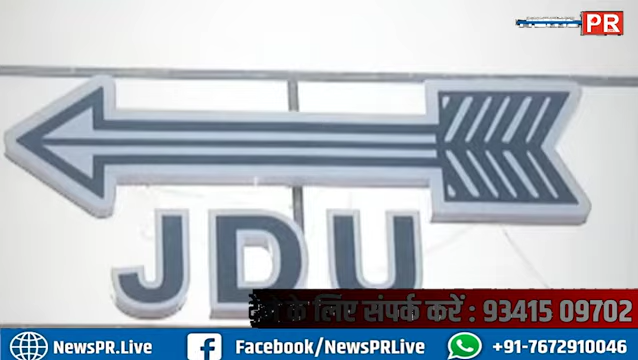 PR
JDU
के लिए संपर्क करें : 93415 09702
NewsPR.Live
Facebook/NewsPRLive
+91-7672910046